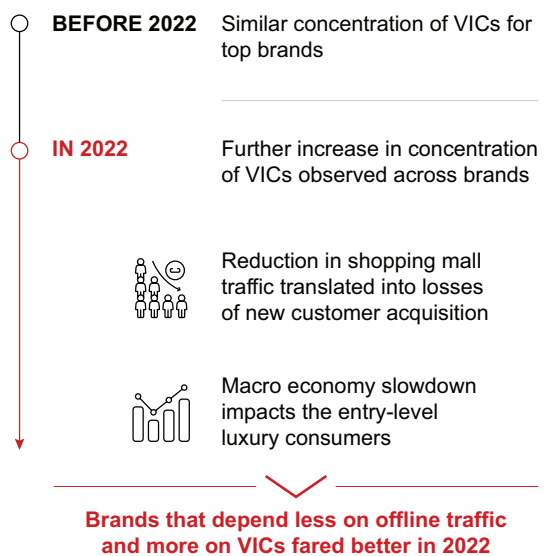 BEFORE 2022
Similar concentration of VICs for
top brands
IN 2022
Further increase in concentration
of VICs observed across brands
Reduction in shopping mall
traffic translated into losses
of new customer acquisition
Macro economy slowdown
impacts the entry-level
luxury consumers
Brands that depend less on offline traffic
and more on VICs fared better in 2022